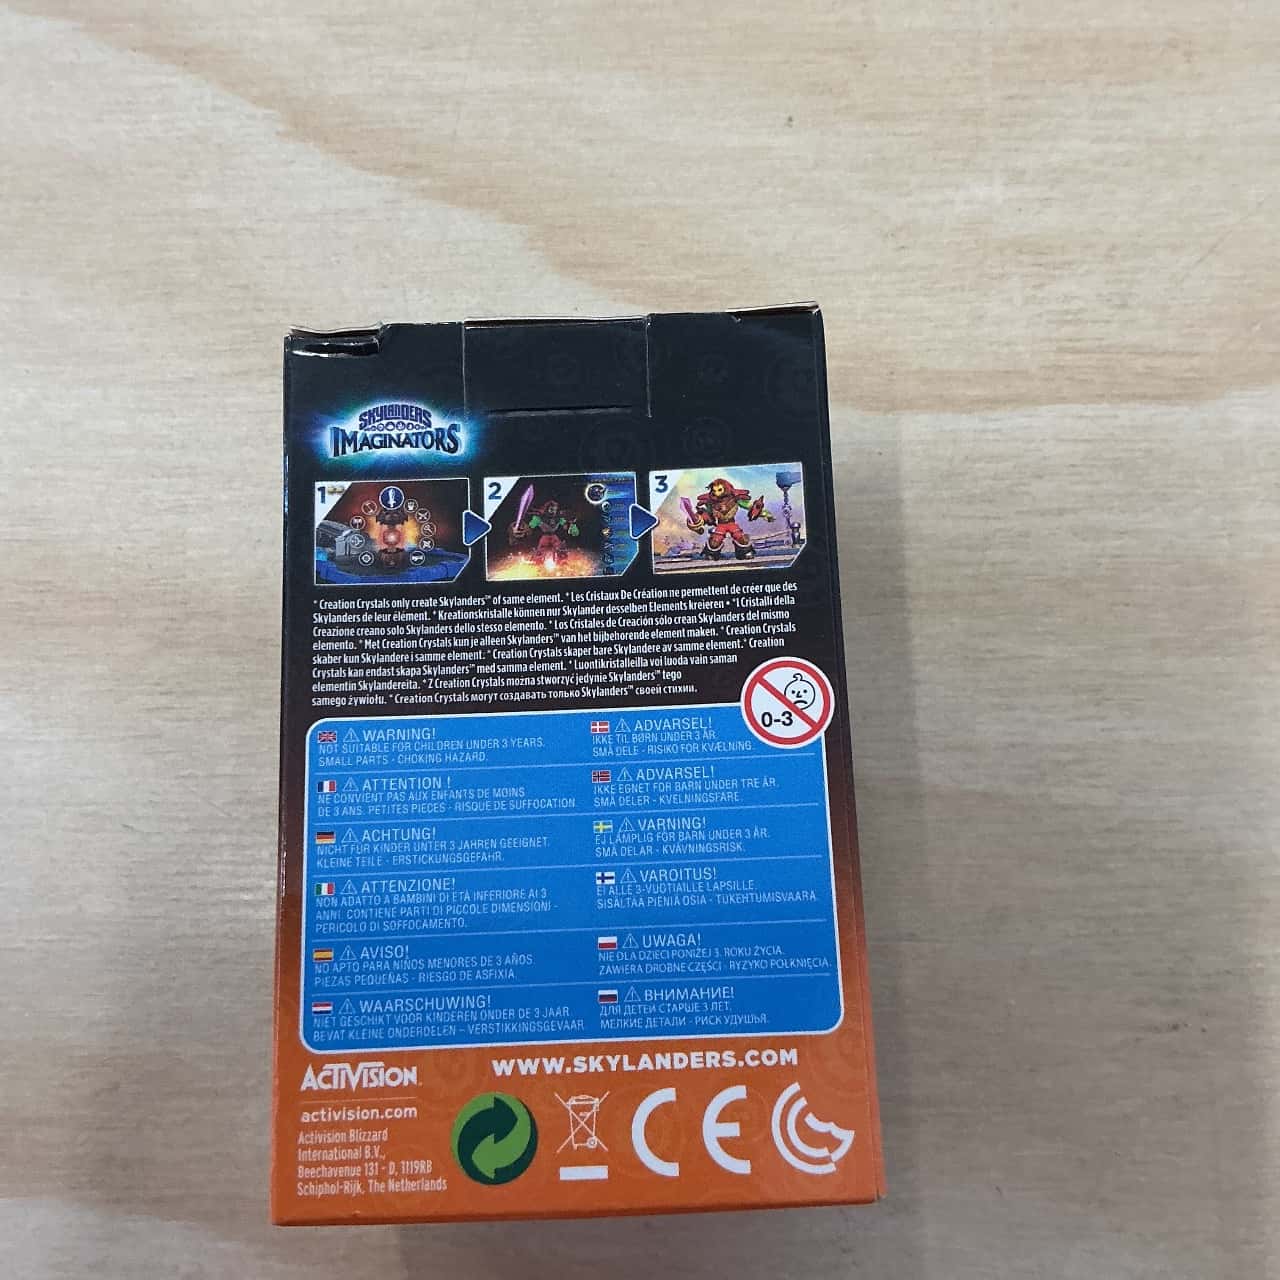 SKYLANDERS
IMAGINATORS
1
2
3
* Creation Crystals only create Skylanders™ of same element. * Les Cristaux De Création ne permettent de créer que des
Skylanders de leur élément. * Kreationskristalle können nur Skylander desselben Elements kreieren * * I Cristalli della
Creazione creano solo Skylanders dello stesso elemento. * Los Cristales de Creación sólo crean Skylanders del mismo
elemento. * Met Creation Crystals kun je alleen Skylanders™ van het bijbehorende element maken. * Creation Crystals
skaber kun Skylandere i samme element. * Creation Crystals skaper bare Skylandere av samme element.* Creation
Crystals kan endast skapa Skylanders™ med samma element. * Luontikristalleilla voi luoda vain saman
elementin Skylandereita. * Z Creation Crystals można stworzyć jedynie Skylanders™ tego
samego żywiołu. * Creation Crystals могут создавать только Skylanders™ своей стихии.
0-3
WARNING!
NOT SUITABLE FOR CHILDREN UNDER 3 YEARS.
SMALL PARTS - CHOKING HAZARD.
ATTENTION !
NE CONVIENT PAS AUX ENFANTS DE MOINS
DE 3 ANS. PETITES PIECES - RISQUE DE SUFFOCATION.
ACHTUNG!
NICHT FÜR KINDER UNTER 3 JAHREN GEEIGNET.
KLEINE TEILE - ERSTICKUNGSGEFAHR.
ATTENZIONE!
NON ADATTO A BAMBINI DI ETÀ INFERIORE AI 3
ANNI. CONTIENE PARTI DI PICCOLE DIMENSIONI -
PERICOLO DI SOFFOCAMENTO.
AVISO!
NO APTO PARA NIÑOS MENORES DE 3 AÑOS.
PIEZAS PEQUEÑAS - RIESGO DE ASFIXIA.
WAARSCHUWING!
NIET GESCHIKT VOOR KINDEREN ONDER DE 3 JAAR.
BEVAT KLEINE ONDERDELEN – VERSTIKKINGSGEVAAR.
ADVARSEL!
IKKE TIL BØRN UNDER 3 ÅR.
SMÅ DELE - RISIKO FOR KVÆLNING.
ADVARSEL!
IKKE EGNET FOR BARN UNDER TRE ÅR.
SMÅ DELER - KVELNINGSFARE.
VARNING!
EJ LÄMPLIG FÖR BARN UNDER 3 ÅR.
SMÅ DELAR - KVÄVNINGSRISK.
VAROITUS!
EI ALLE 3-VUOTIAILLE LAPSILLE.
SISÄLTÄÄ PIENIÄ OSIA - TUKEHTUMISVAARA.
UWAGA!
NIE DLA DZIECI PONIŻEJ 3. ROKU ŻYCIA.
ZAWIERA DROBNE CZĘŚCI - RYZYKO POŁKNIĘCIA.
ВНИМАНИЕ!
ДЛЯ ДЕТЕЙ СТАРШЕ 3 ЛЕТ.
МЕЛКИЕ ДЕТАЛИ - РИСК УДУШЬЯ.
ACTIVISION
WWW.SKYLANDERS.COM
activision.com
Activision Blizzard
International B.V.,
Beechavenue 131 - D, 1119RB
Schiphol-Rijk, The Netherlands
CE